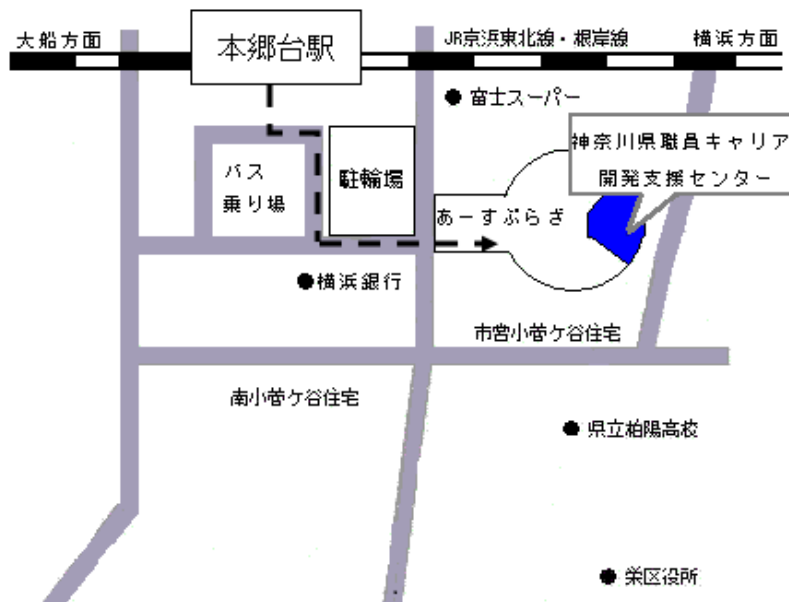 大船方面
本郷台駅
JR京浜東北線・根岸線
横浜方面
富士スーパー
神奈川県職員キャリア
開発支援センター
バス
乗り場
駐輪場
あーすぷらざ
横浜銀行
市営小菅ケ谷住宅
南小菅ケ谷住宅
県立柏陽高校
栄区役所